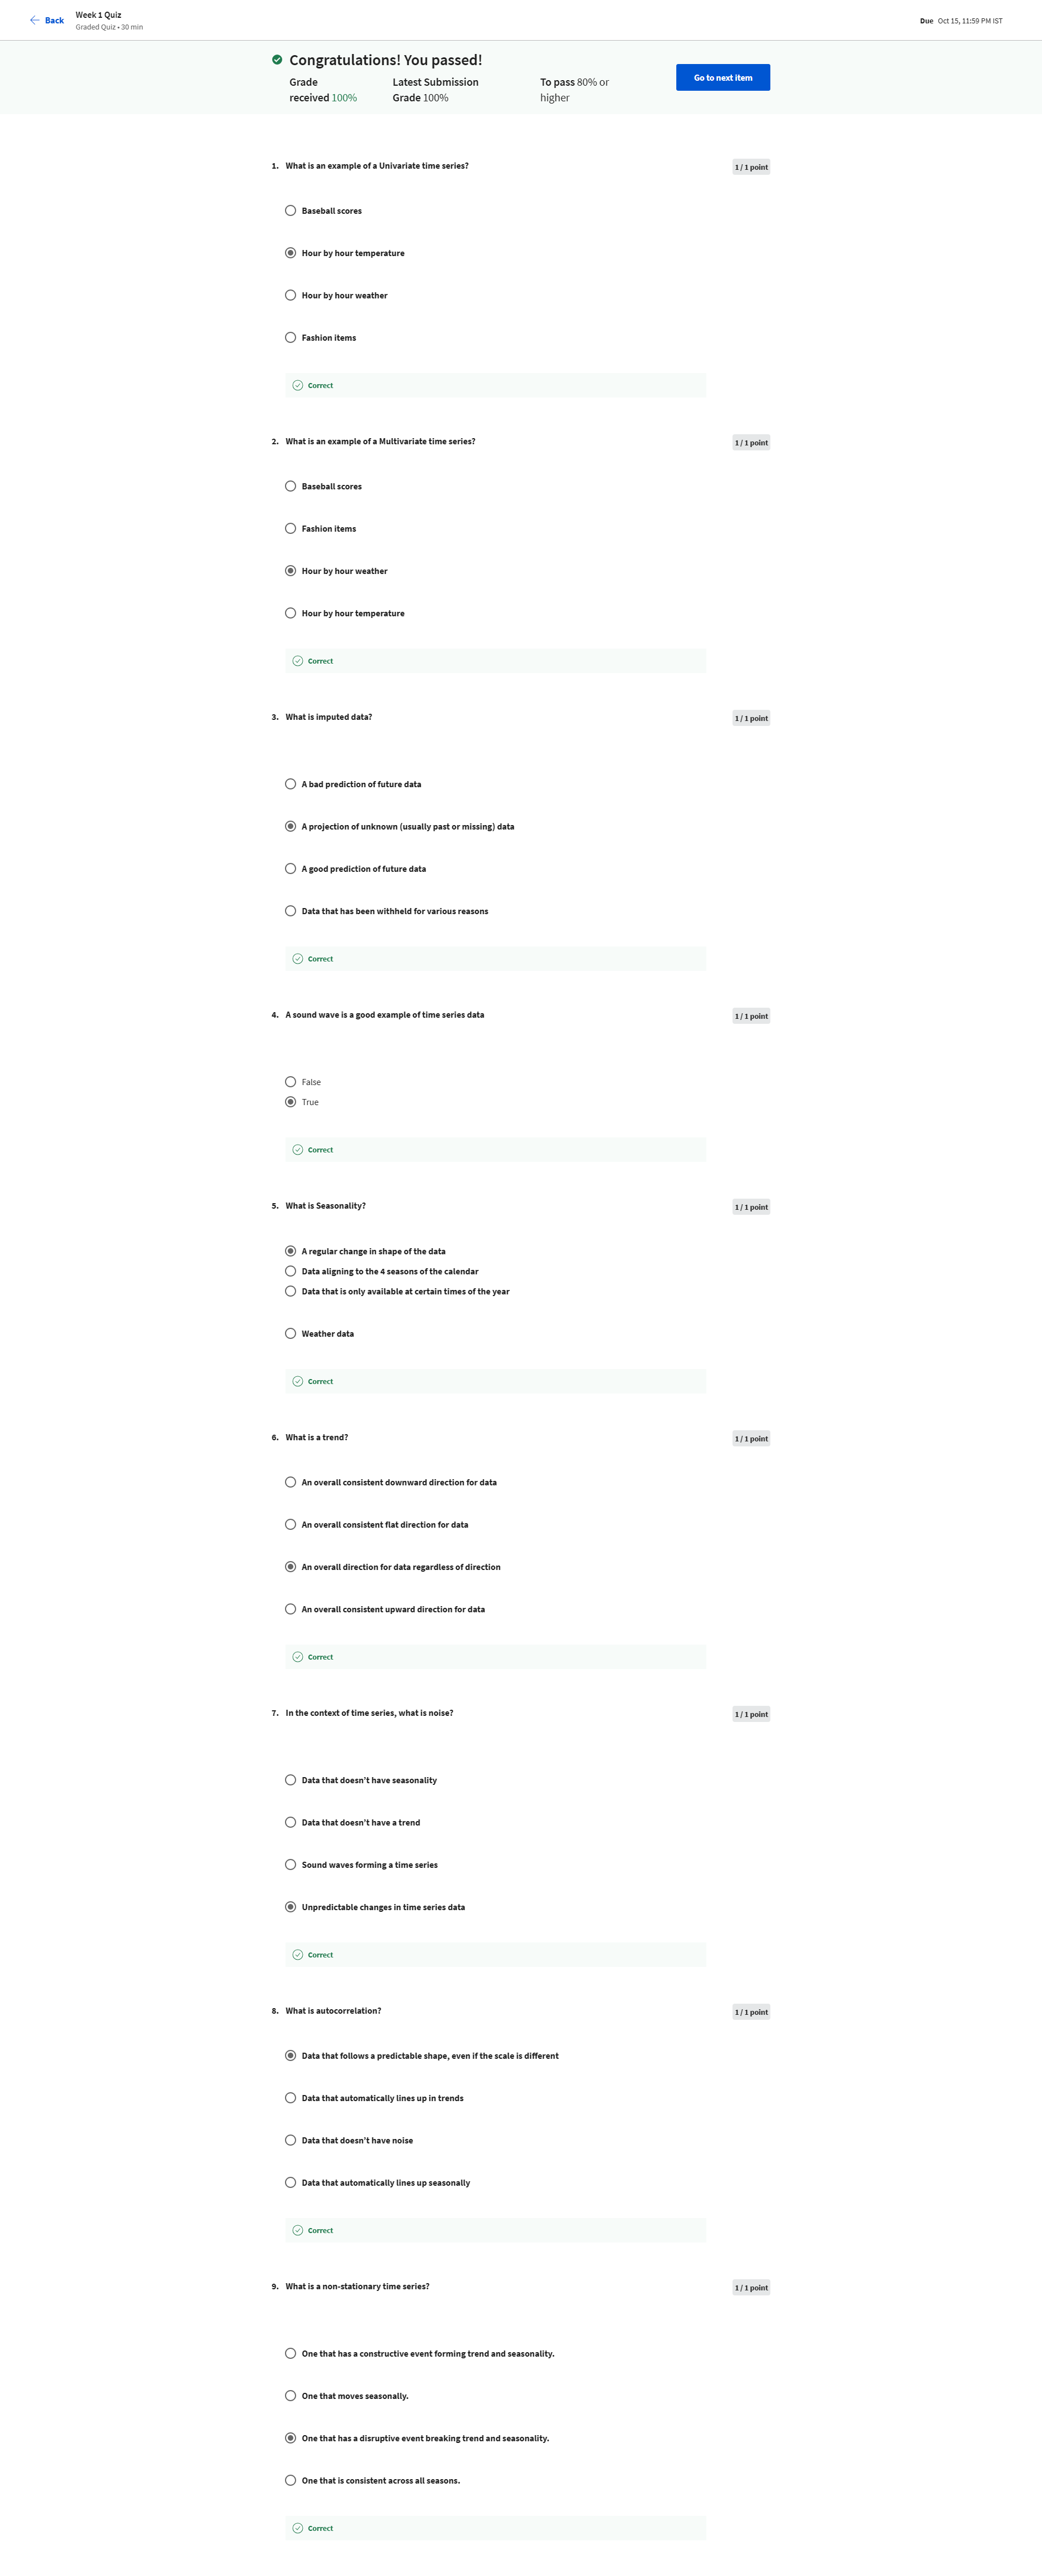 Back
Week 1 Quiz
Graded Quiz • 30 min
Due Oct 15, 11:59 PM IST
Congratulations! You passed!
Grade received 100%
Latest Submission Grade 100%
To pass 80% or higher
Go to next item
1. What is an example of a Univariate time series?
1 / 1 point
Baseball scores
Hour by hour temperature
Hour by hour weather
Fashion items
Correct
2. What is an example of a Multivariate time series?
1 / 1 point
Baseball scores
Fashion items
Hour by hour weather
Hour by hour temperature
Correct
3. What is imputed data?
1 / 1 point
A bad prediction of future data
A projection of unknown (usually past or missing) data
A good prediction of future data
Data that has been withheld for various reasons
Correct
4. A sound wave is a good example of time series data
1 / 1 point
False
True
Correct
5. What is Seasonality?
1 / 1 point
A regular change in shape of the data
Data aligning to the 4 seasons of the calendar
Data that is only available at certain times of the year
Weather data
Correct
6. What is a trend?
1 / 1 point
An overall consistent downward direction for data
An overall consistent flat direction for data
An overall direction for data regardless of direction
An overall consistent upward direction for data
Correct
7. In the context of time series, what is noise?
1 / 1 point
Data that doesn't have seasonality
Data that doesn't have a trend
Sound waves forming a time series
Unpredictable changes in time series data
Correct
8. What is autocorrelation?
1 / 1 point
Data that follows a predictable shape, even if the scale is different
Data that automatically lines up in trends
Data that doesn't have noise
Data that automatically lines up seasonally
Correct
9. What is a non-stationary time series?
1 / 1 point
One that has a constructive event forming trend and seasonality.
One that moves seasonally.
One that has a disruptive event breaking trend and seasonality.
One that is consistent across all seasons.
Correct